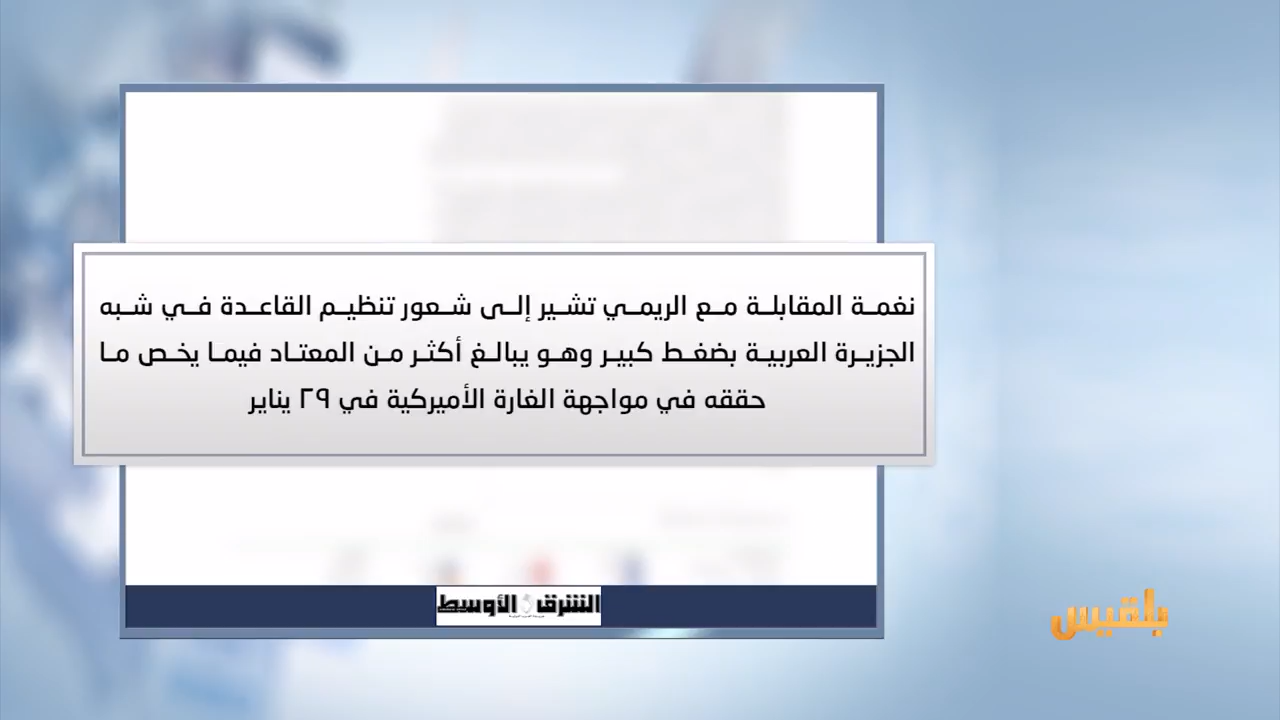 نغمة المقابلة مع الريمي تشير إلى شعور تنظيم القاعدة في شبه
الجزيرة العربية بضغط كبير وهو يبالغ أكثر من المعتاد فيما يخص ما
حققه في مواجهة الغارة الأميركية في ٢٩ يناير
الشرق الأوسط
بلقيس